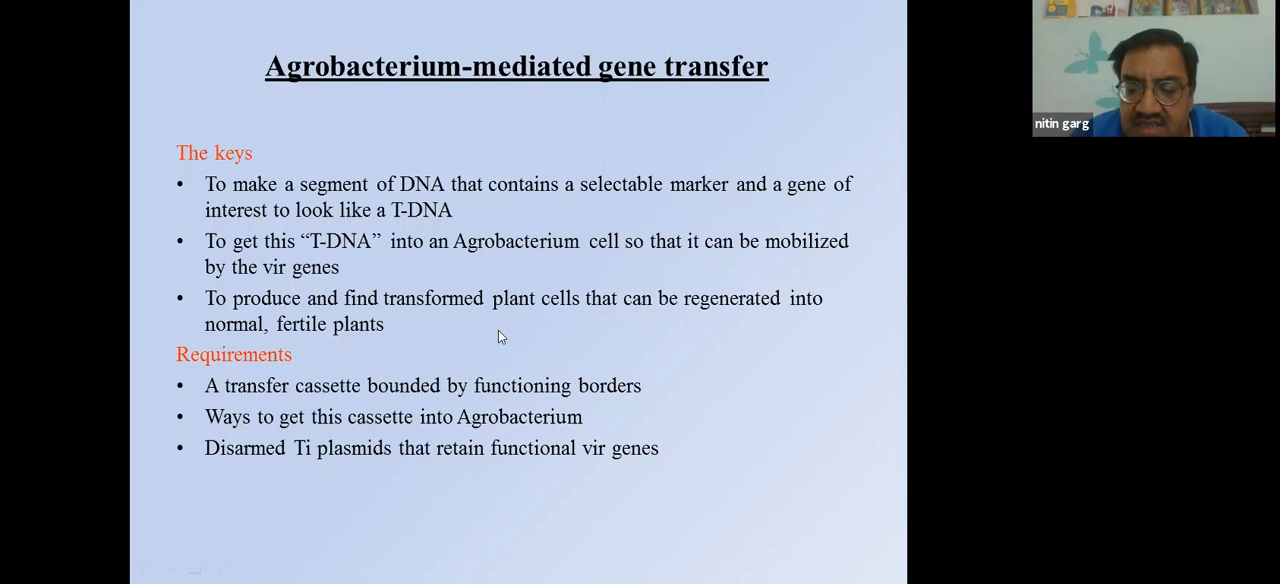 Agrobacterium-mediated gene transfer
The keys
• To make a segment of DNA that contains a selectable marker and a gene of
interest to look like a T-DNA
• To get this “T-DNA” into an Agrobacterium cell so that it can be mobilized
by the vir genes
• To produce and find transformed plant cells that can be regenerated into
normal, fertile plants
Requirements
• A transfer cassette bounded by functioning borders
• Ways to get this cassette into Agrobacterium
• Disarmed Ti plasmids that retain functional vir genes
nitin garg